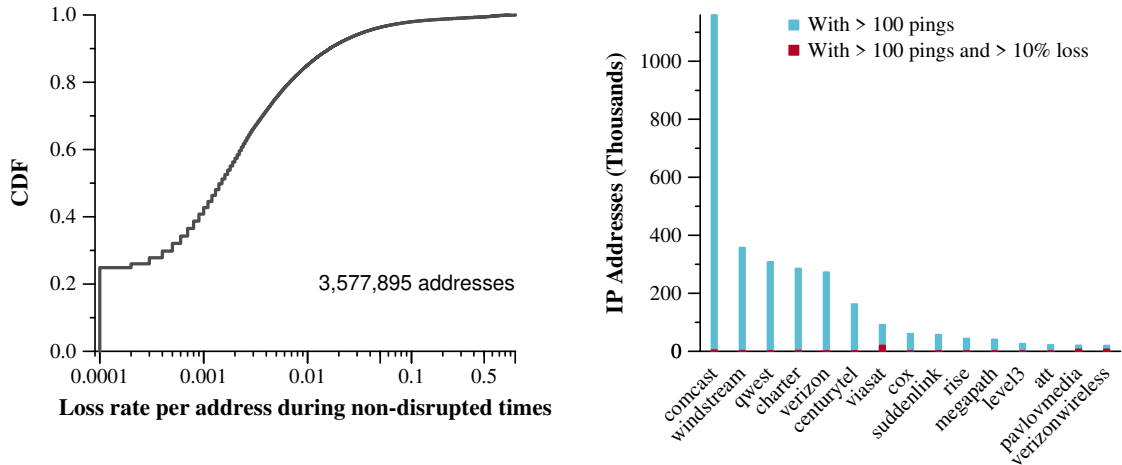 1.0
0.8
0.6
0.4
0.2
0.0
CDF
3,577,895 addresses
0.0001
0.001
0.01
0.1
0.5
Loss rate per address during non-disrupted times
With > 100 pings
With > 100 pings and > 10% loss
1000
800
600
400
200
0
IP Addresses (Thousands)
comcast
windstream
qwest
charter
verizon
centurytel
viasat
cox
suddenlink
rise
megapath
level3
att
pavlovmedia
verizonwireless